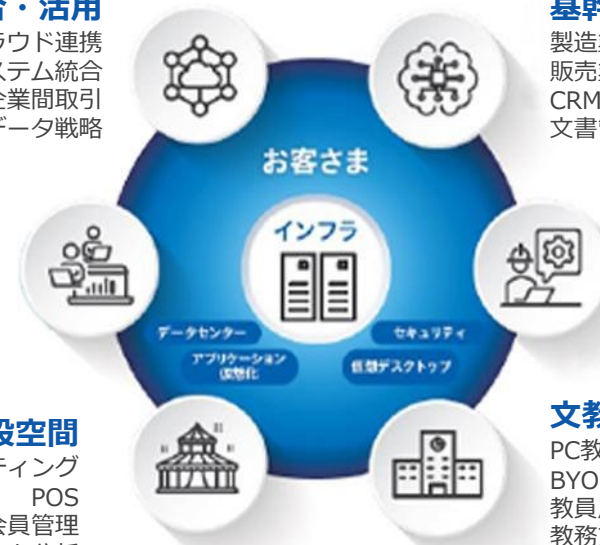 ・活用
ラウド連携
ステム統合
企業間取引
データ戦略
基幹
製造
販売
CRM
文書
お客さま
インフラ
データセンター
セキュリティ
アプリケーション
仮想化
仮想デスクトップ
設空間
ティング
POS
会員管理
文教
PC教
BYO
教員
教務